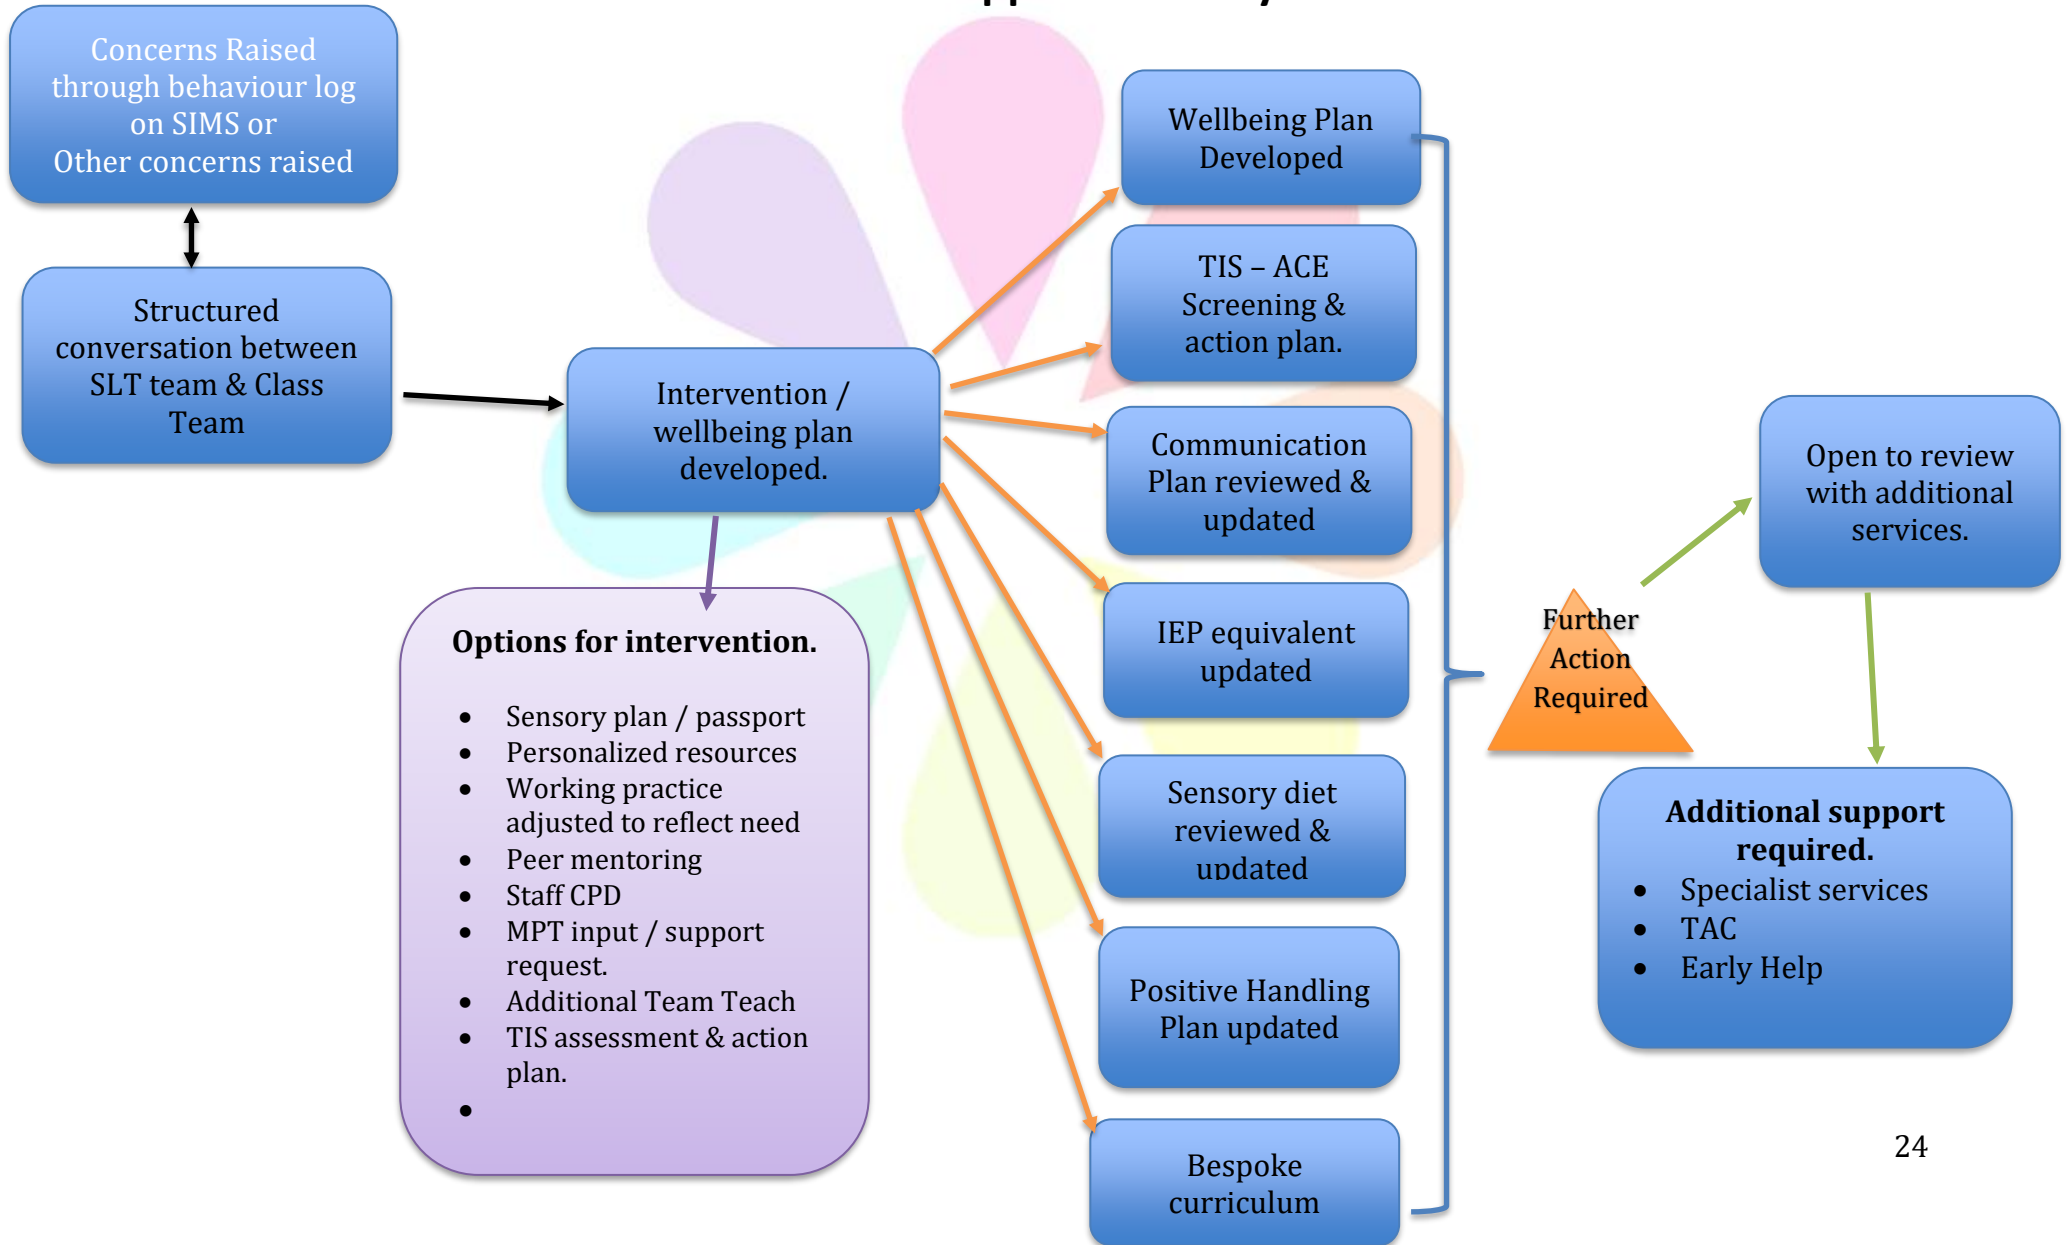 Concerns Raised
through behaviour log
on SIMS or
Other concerns raised
Structured
conversation between
SLT team & Class
Team
Intervention /
wellbeing plan
developed.
Options for intervention.
• Sensory plan / passport
• Personalized resources
• Working practice
adjusted to reflect need
• Peer mentoring
• Staff CPD
• MPT input / support
request.
• Additional Team Teach
• TIS assessment & action
plan.
•
Wellbeing Plan
Developed
TIS – ACE
Screening &
action plan.
Communication
Plan reviewed &
updated
IEP equivalent
updated
Sensory diet
reviewed &
updated
Positive Handling
Plan updated
Bespoke
curriculum
Further
Action
Required
Open to review
with additional
services.
Additional support
required.
• Specialist services
• TAC
• Early Help
24